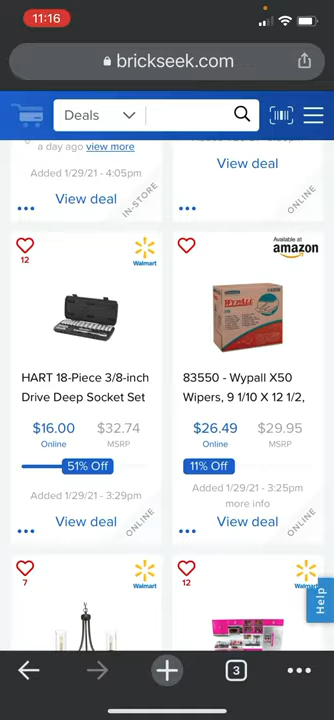 11:16
brickseek.com
Deals
a day ago view more
Added 1/29/21 - 4:05pm
View deal
IN-STORE
View deal
ONLINE
12
Walmart
HART 18-Piece 3/8-inch
Drive Deep Socket Set
$16.00 $32.74
Online MSRP
51% Off
Added 1/29/21 - 3:29pm
View deal
ONLINE
Available at
amazon
WYPALL
83550 - Wypall X50
Wipers, 9 1/10 X 12 1/2,
$26.49 $29.95
Online MSRP
11% Off
Added 1/29/21 - 3:25pm
more info
View deal
ONLINE
7
Walmart
12
Walmart
Help
3